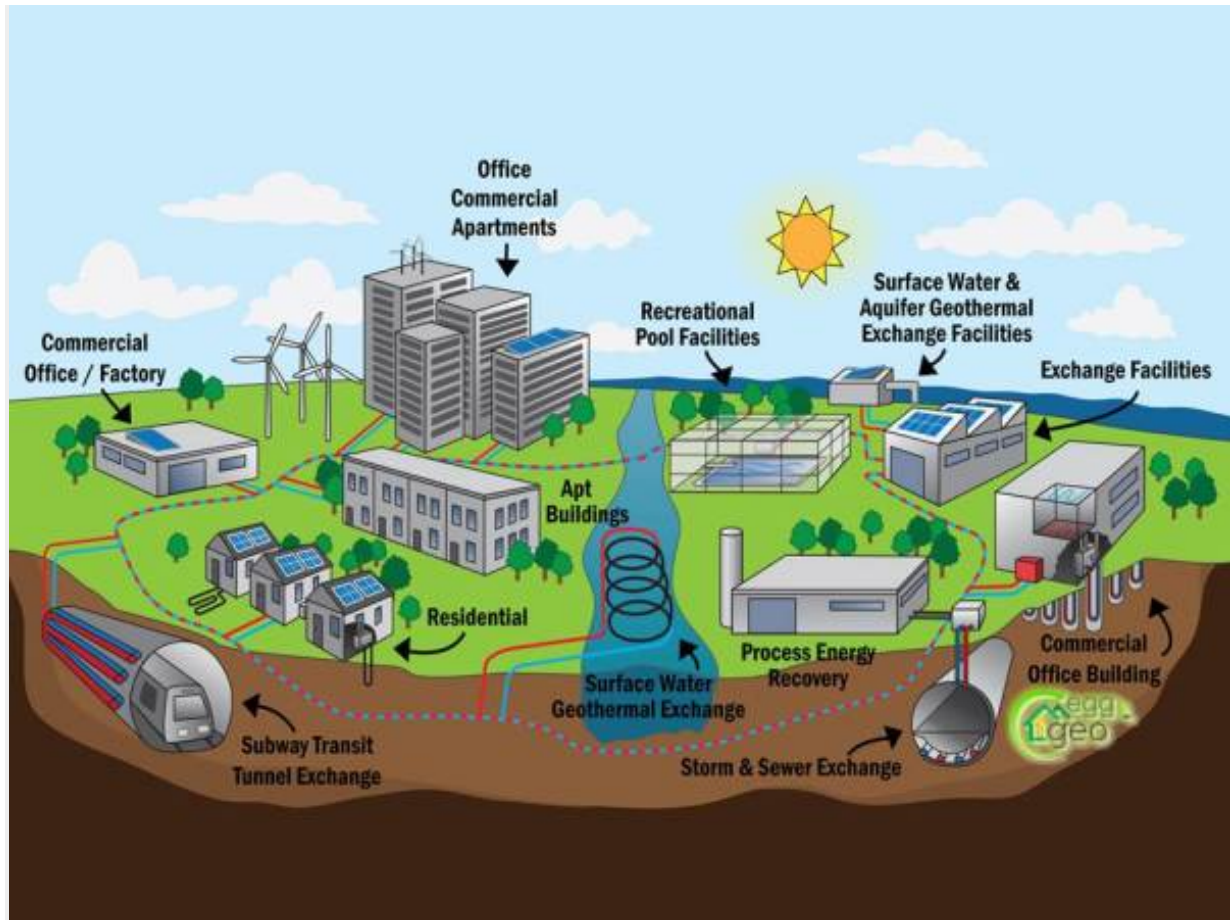 Office
Commercial
Apartments
Commercial
Office / Factory
Recreational
Pool Facilities
Surface Water &
Aquifer Geothermal
Exchange Facilities
Exchange Facilities
Apt
Buildings
Residential
Surface Water
Geothermal Exchange
Process Energy
Recovery
Commercial
Office Building
Subway Transit
Tunnel Exchange
Storm & Sewer Exchange
egg
geo